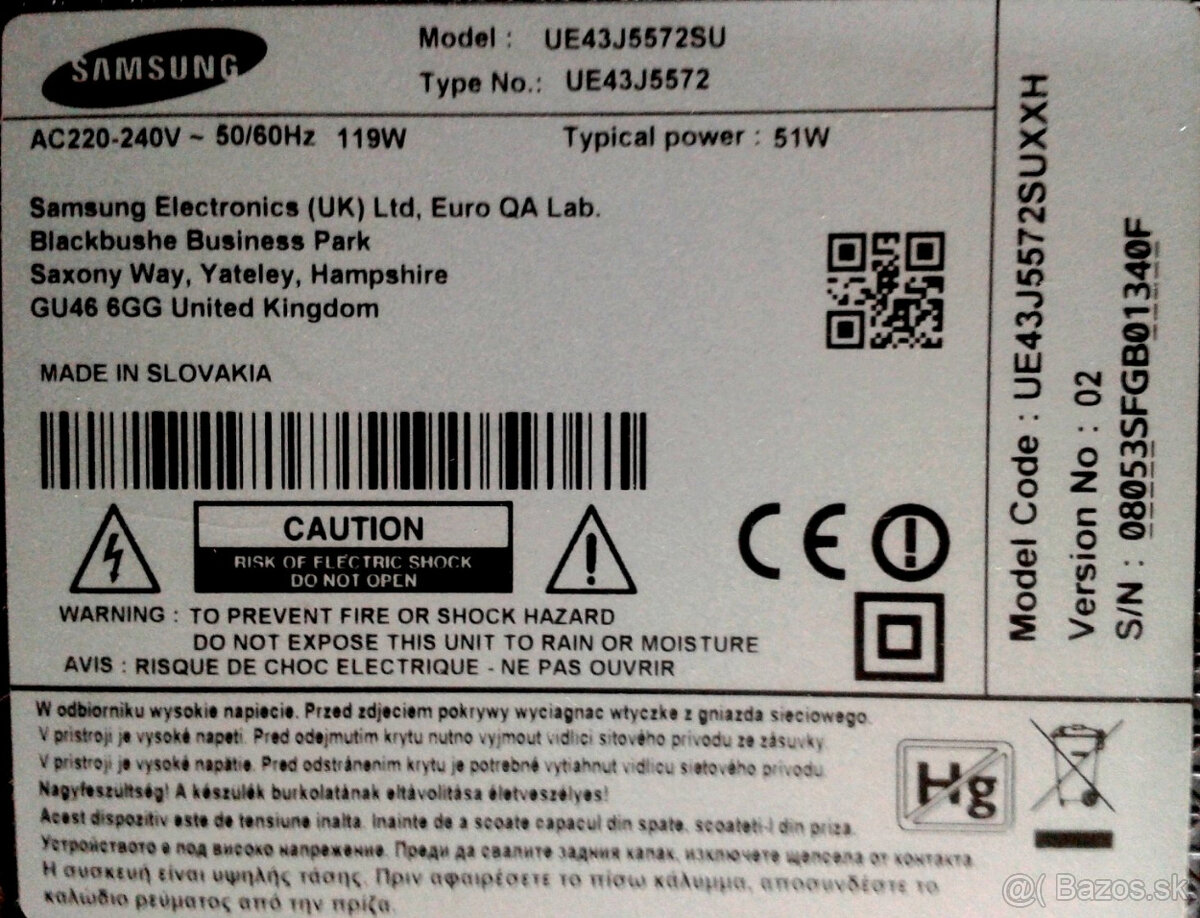 SAMSUNG
Model : UE43J5572SU
Type No.: UE43J5572
AC220-240V ~ 50/60Hz 119W
Typical power : 51W
Samsung Electronics (UK) Ltd, Euro QA Lab.
Blackbushe Business Park
Saxony Way, Yateley, Hampshire
GU46 6GG United Kingdom
MADE IN SLOVAKIA
CAUTION
RISK OF ELECTRIC SHOCK
DO NOT OPEN
CE
WARNING : TO PREVENT FIRE OR SHOCK HAZARD
DO NOT EXPOSE THIS UNIT TO RAIN OR MOISTURE
AVIS : RISQUE DE CHOC ELECTRIQUE - NE PAS OUVRIR
Model Code : UE43J5572SUXXH
Version No : 02
S/N : 08053SFGB01340F
W odbiorniku wysokie napiecie. Przed zdjeciem pokrywy wyciagnac wtyczke z gniazda sieciowego.
V pristroji je vysoké napeti. Pred odejmutim krytu nutno vyjmout vidlici sitového privodu ze zásuvky.
V pristroji je vysoké napätie. Pred odstránenim krytu je potrebné vytiahnut vidlicu sietového privodu.
Nagyfeszültség! A készülék burkolatának eltávolitása életveszélyes!
Acest dispozitiv este de tensiune inalta. Inainte de a scoate capacul din spate, scoateti-l din priza.
Устройството е под високо напрежение. Преди да свалите задния капак, изключете щепсела от контакта
Η συσκευή είναι υψηλής τάσης. Πριν αφαιρέσετε το πίσω κάλυμμα, αποσυνδέστε το
καλώδιο ρεύματος από την πρίζα.
Hg
@( Bazos.sk